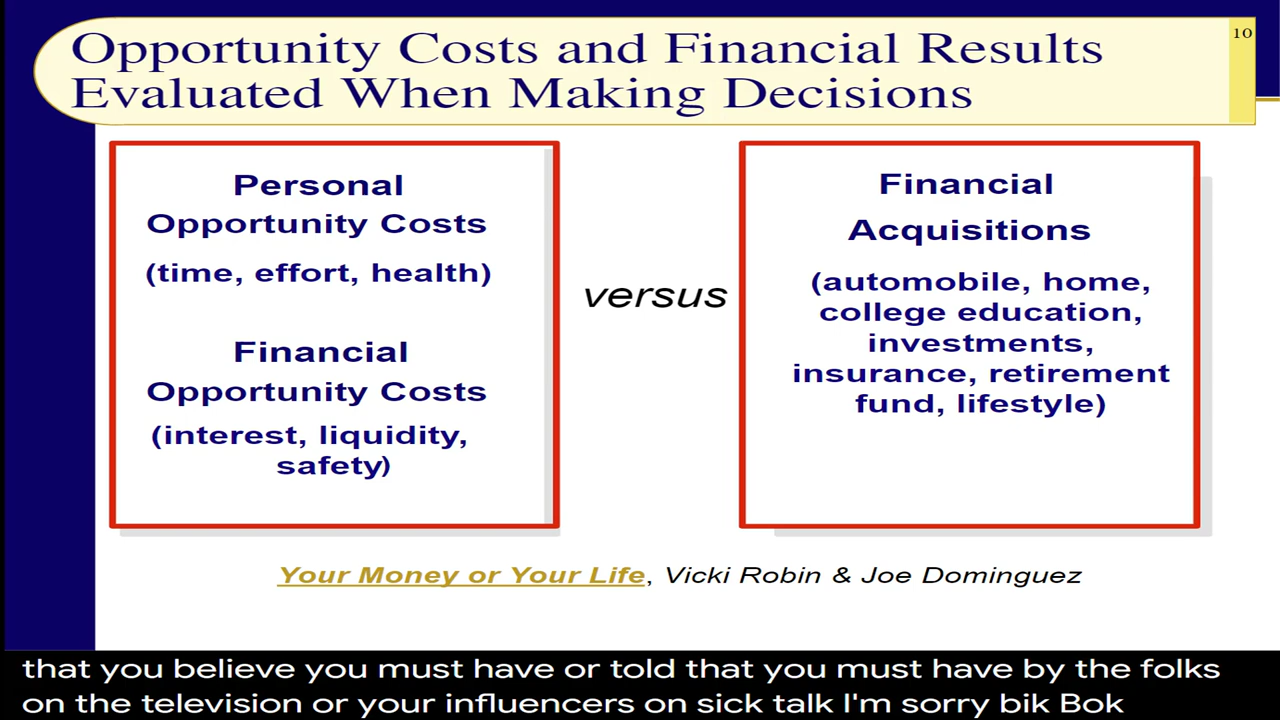 Opportunity Costs and Financial Results
Evaluated When Making Decisions
10
Personal
Opportunity Costs
(time, effort, health)
Financial
Opportunity Costs
(interest, liquidity,
safety)
versus
Financial
Acquisitions
(automobile, home,
college education,
investments,
insurance, retirement
fund, lifestyle)
Your Money or Your Life, Vicki Robin & Joe Dominguez
that you believe you must have or told that you must have by the folks
on the television or your influencers on sick talk I'm sorry bik Bok